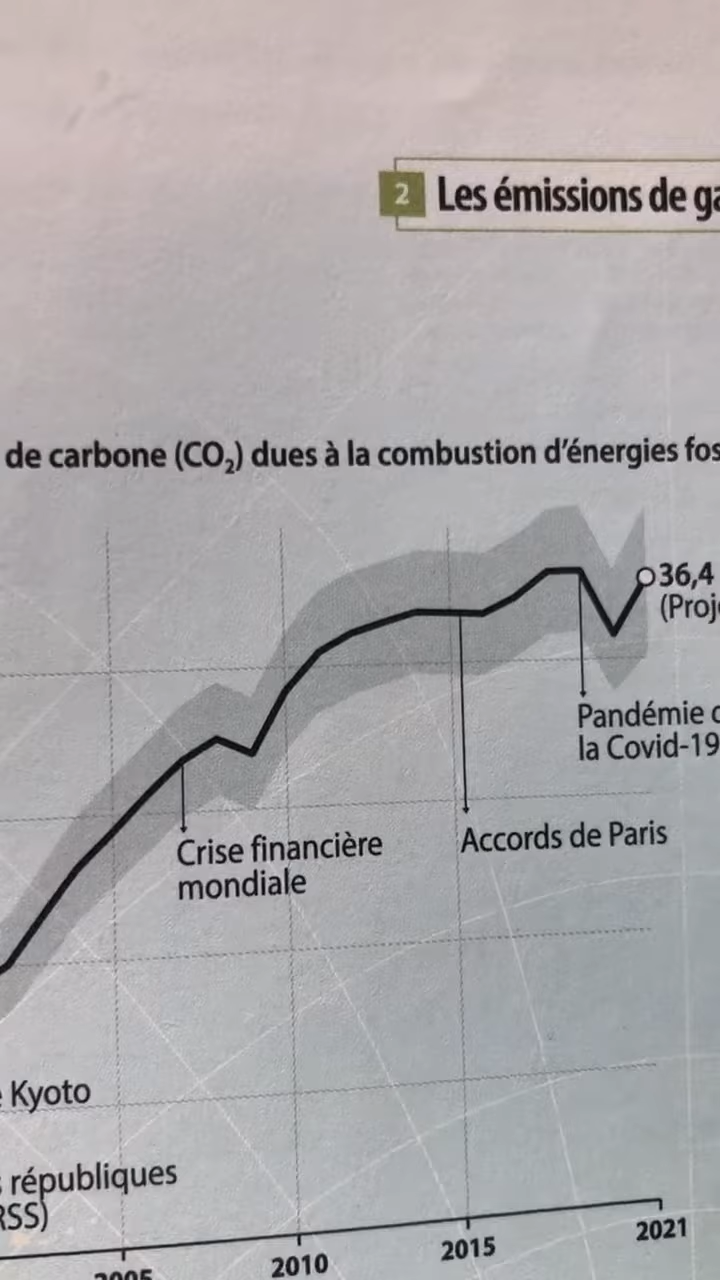 2 Les émissions de ga
de carbone (CO₂) dues à la combustion d'énergies fos
36,4
(Proj
Pandémie
la Covid-19
Crise financière
mondiale
Accords de Paris
Kyoto
républiques
RSS)
2005
2010
2015
2021